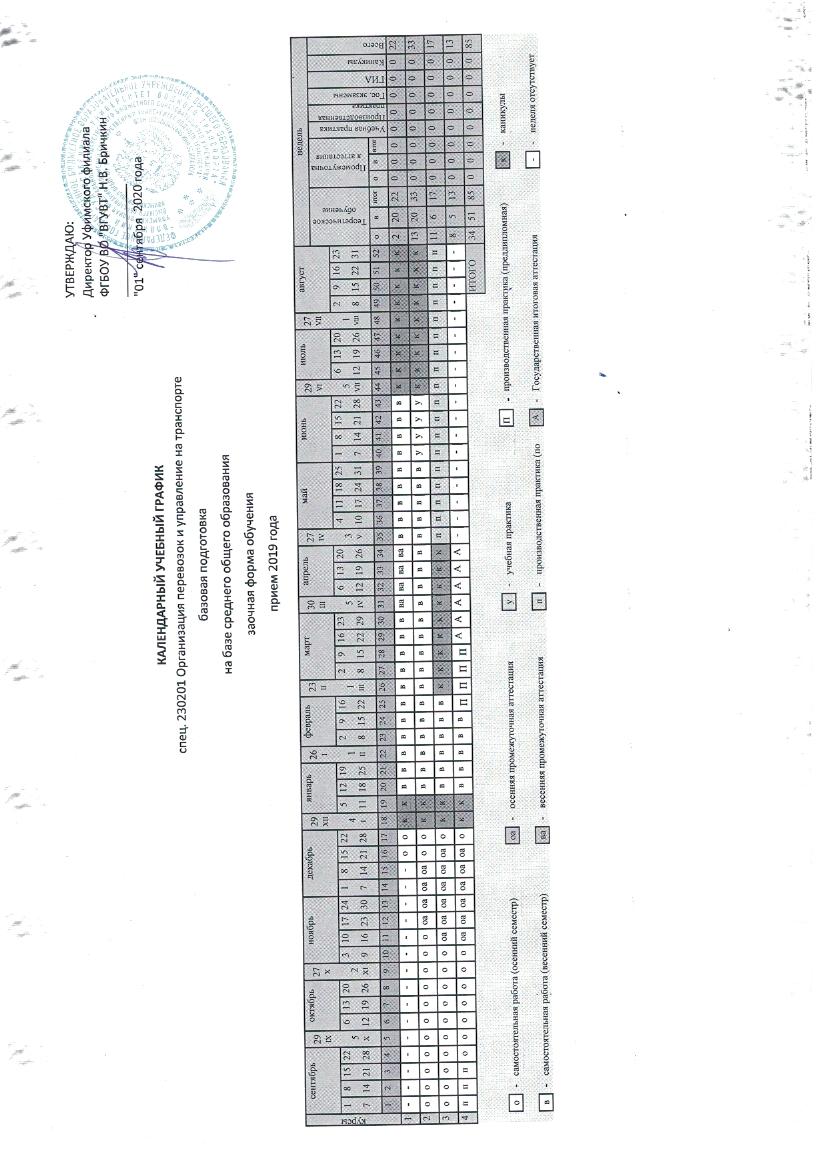 УТВЕРЖДАЮ:
Директор Уфимского филиала
ФГБОУ ВО "ВГУВТ" Н.В. Бричкин
"01" сентября 2020 года
КАЛЕНДАРНЫЙ УЧЕБНЫЙ ГРАФИК
спец. 230201 Организация перевозок и управление на транспорте
базовая подготовка
на базе среднего общего образования
заочная форма обучения
прием 2019 года
курсы сентябрь 29 IX 5 X октябрь 27 X 2 XI ноябрь декабрь 29 XII 4 I январь 26 I 1 II февраль 23 II 1 III март 30 III 5 IV апрель 27 IV 3 V май июнь 29 VI 5 VII июль 27 VII 1 VIII август недель
1 8 15 22 6 13 20 3 10 17 24 1 8 15 22 5 12 19 2 9 16 2 9 16 23 6 13 20 4 11 18 25 1 8 15 22 6 13 20 2 9 16 23
7 14 21 28 12 19 26 9 16 23 30 7 14 21 28 11 18 25 8 15 22 8 15 22 29 12 19 26 10 17 24 31 7 14 21 28 12 19 26 8 15 22 31
Теоретическое обучение Промежуточна я аттестация Учебная практика Производственная практика Гос. экзамены ГИА Каникулы Всего
1 2 3 4 5 6 7 8 9 10 11 12 13 14 15 16 17 18 19 20 21 22 23 24 25 26 27 28 29 30 31 32 33 34 35 36 37 38 39 40 41 42 43 44 45 46 47 48 49 50 51 52 о в итог о в итог
1 - - - - - - - - - - - - - - - о о к к в в в в в в в в в в в ва ва ва ва в в в в в в в в в к к к к к к к к к 2 20 22 0 0 0 0 0 0 0 0 22
2 о о о о о о о о о о о оа оа оа оа оа о к к в в в в в в в в в в в в в в в в в в в в у у у у к к к к к к к к к 13 20 33 0 0 0 0 0 0 0 0 33
3 о о о о о о о о о о оа оа оа оа оа оа о к к в в в в в в к к к к к к к к к п п п п п п п п п п п п п п п п п п 11 6 17 0 0 0 0 0 0 0 0 17
4 п п п о о о о о о о оа оа оа оа оа оа о к к в в в в в П П П П А А А А А А - - - - - - - - - - - - - - - - - - 8 5 13 0 0 0 0 0 0 0 0 13
ИТОГО 34 51 85 0 0 0 0 0 0 0 0 85
о - самостоятельная работа (осенний семестр) оа - осенняя промежуточная аттестация у - учебная практика П - производственная практика (преддипломная) к - каникулы
в - самостоятельная работа (весенний семестр) ва - весенняя промежуточная аттестация п - производственная практика (по А - Государственная итоговая аттестация - - неделя отсутствует